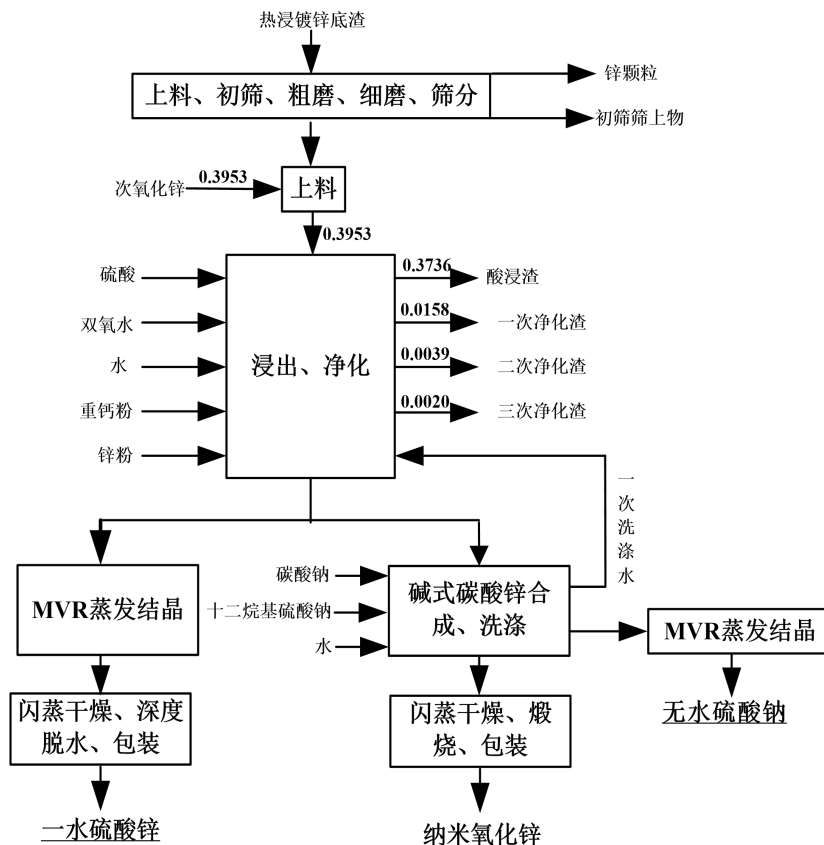 热浸镀锌底渣
上料、初筛、粗磨、细磨、筛分
锌颗粒
初筛筛上物
次氧化锌
0.3953
上料
0.3953
硫酸
双氧水
水
重钙粉
锌粉
浸出、净化
0.3736
酸浸渣
0.0158
一次净化渣
0.0039
二次净化渣
0.0020
三次净化渣
一次洗涤水
MVR蒸发结晶
碳酸钠
十二烷基硫酸钠
水
碱式碳酸锌合
成、洗涤
MVR蒸发结晶
闪蒸干燥、深度
脱水、包装
闪蒸干燥、煅
烧、包装
无水硫酸钠
一水硫酸锌
纳米氧化锌